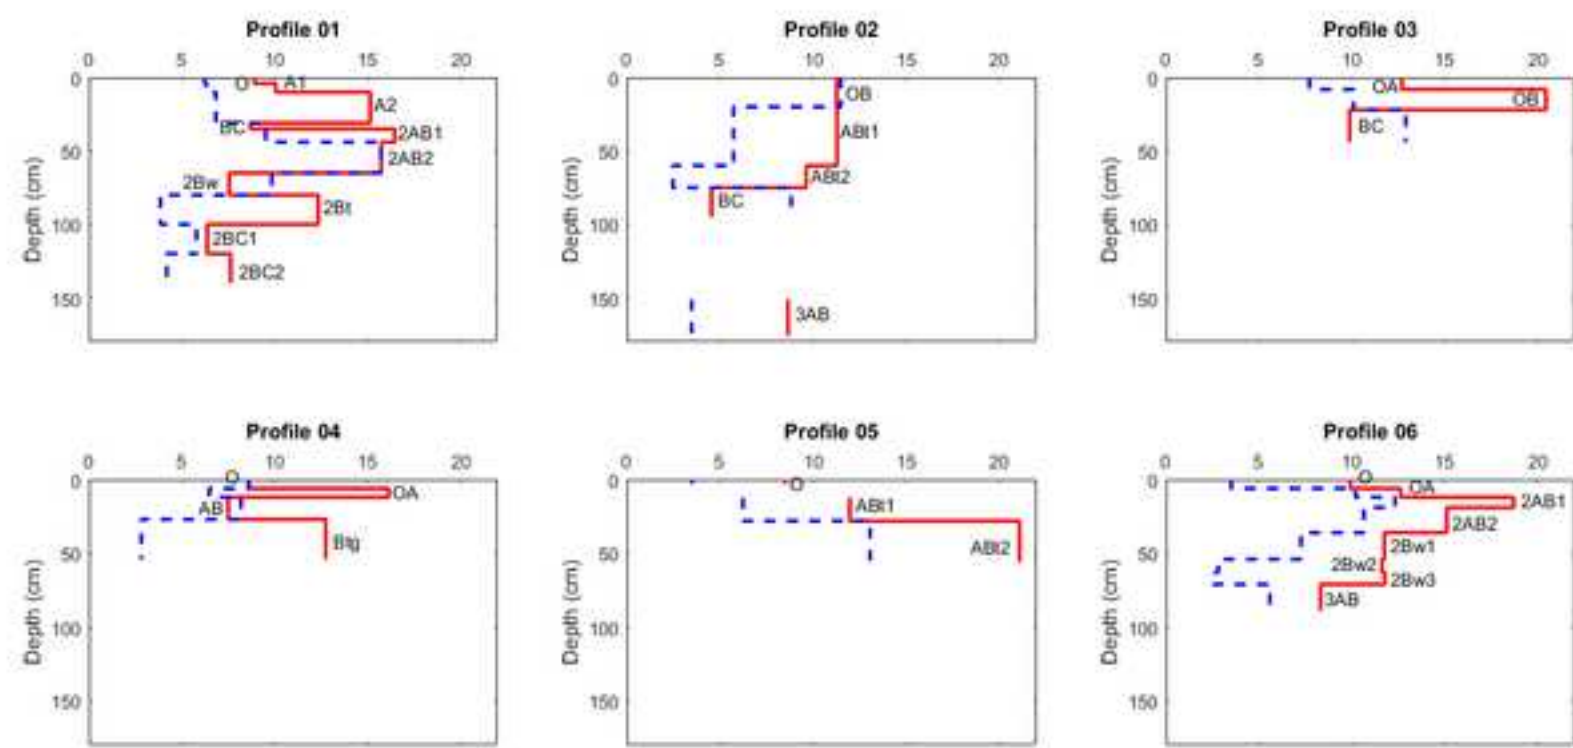 Profile 01
0 5 10 15 20
0
50
100
150
Depth (cm)
O
A1
A2
BC
2AB1
2AB2
2Bw
2Bt
2BC1
2BC2
Profile 02
0 5 10 15 20
0
50
100
150
Depth (cm)
OB
ABt1
ABt2
BC
3AB
Profile 03
0 5 10 15 20
0
50
100
150
Depth (cm)
OA
OB
BC
Profile 04
0 5 10 15 20
0
50
100
150
Depth (cm)
O
OA
AB
Btg
Profile 05
0 5 10 15 20
0
50
100
150
Depth (cm)
O
ABt1
ABt2
Profile 06
0 5 10 15 20
0
50
100
150
Depth (cm)
O
OA
2AB1
2AB2
2Bw1
2Bw2
2Bw3
3AB